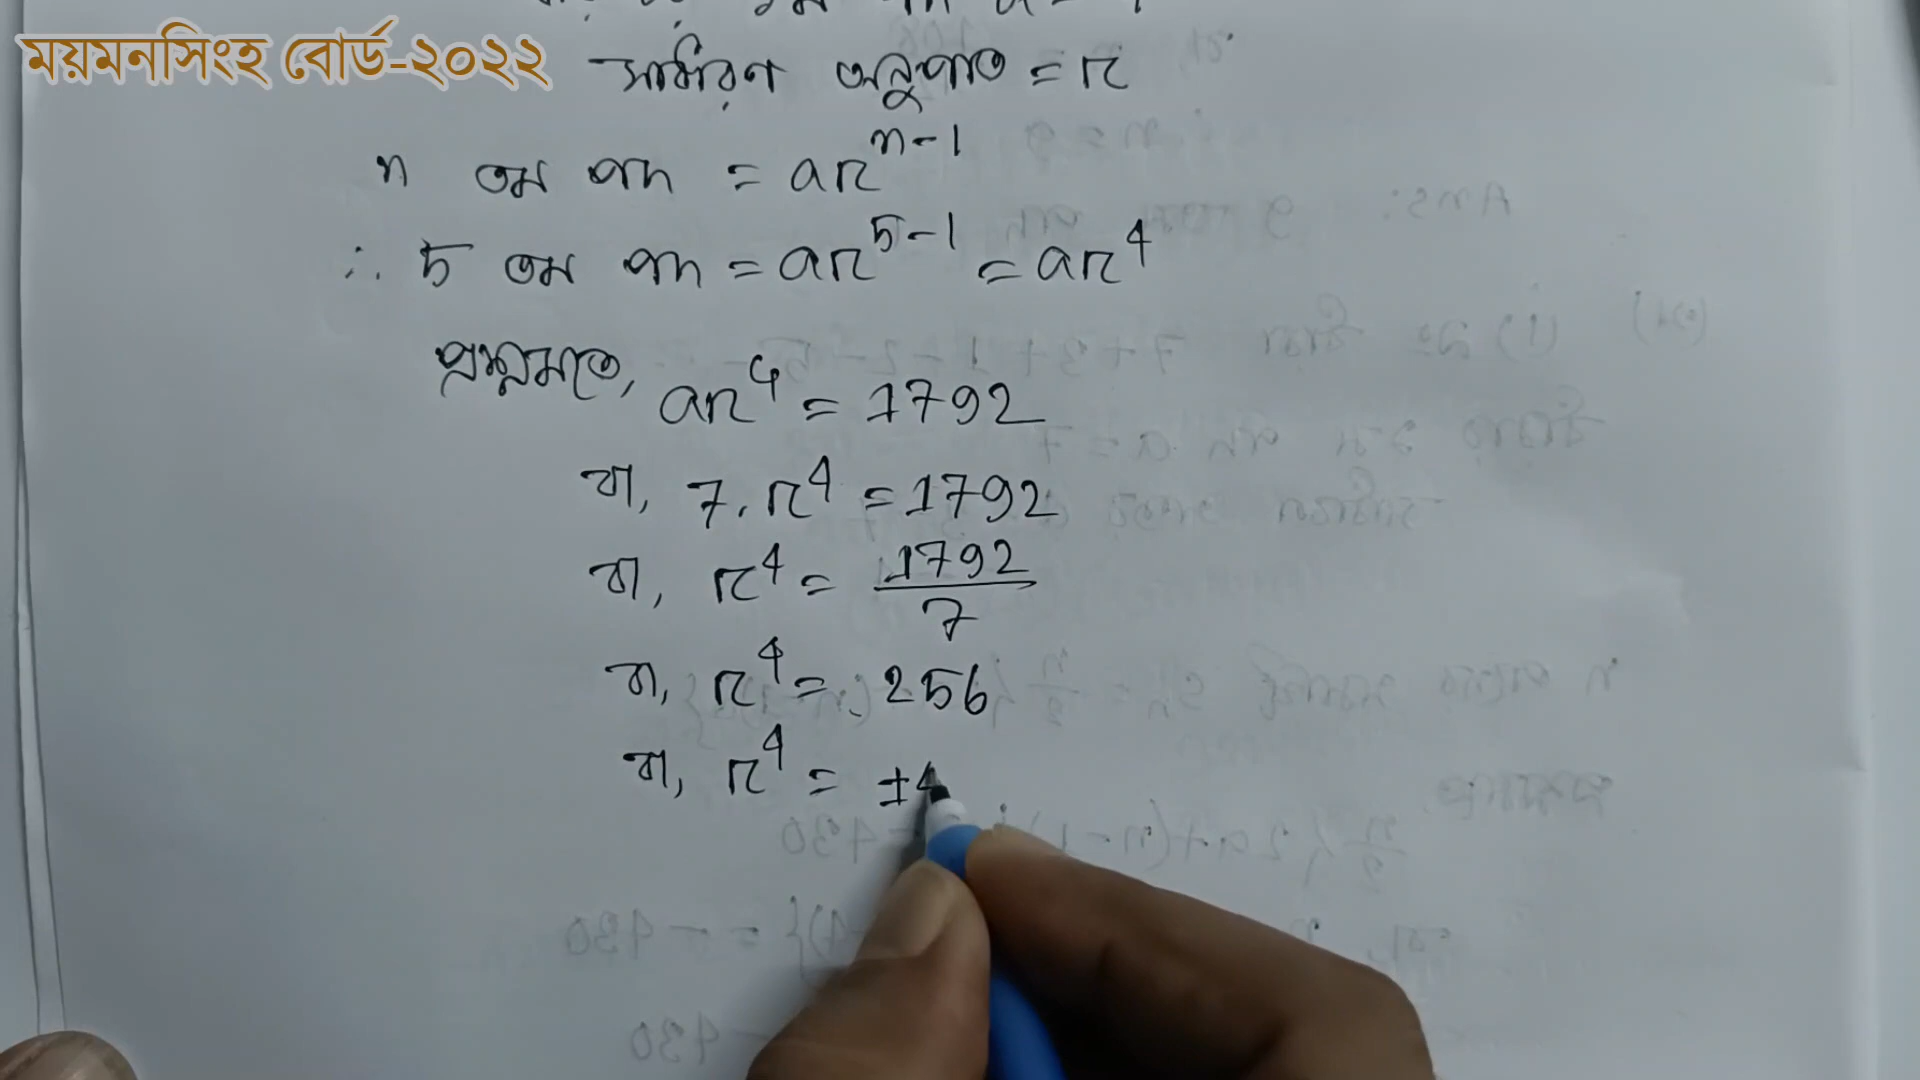 ময়মনসিংহ বোর্ড-২০২২
সাধারণ অনুপাত = r
n তম পদ = ar^{n-1}
∴ 5 তম পদ = ar^{5-1} = ar^4
প্রশ্নমতে, ar^4 = 1792
বা, 7.r^4 = 1792
বা, r^4 = 1792/7
বা, r^4 = 256
বা, r^4 = ±4